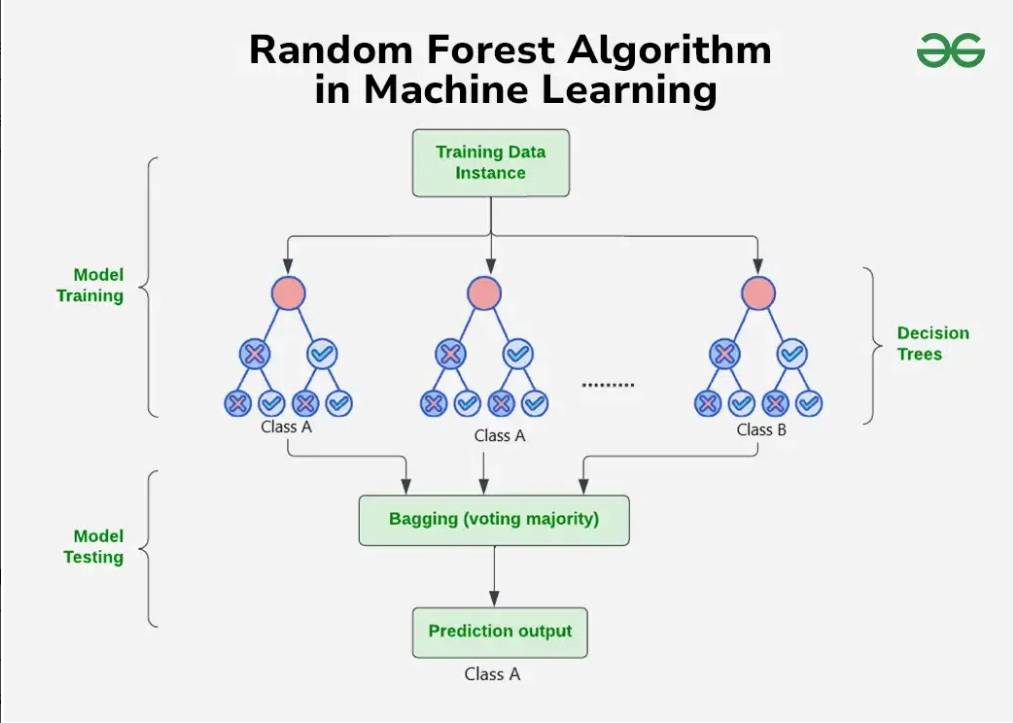 Random Forest Algorithm
in Machine Learning
Training Data
Instance
Model
Training
Decision
Trees
.........
Class A
Class A
Class B
Bagging (voting majority)
Model
Testing
Prediction output
Class A